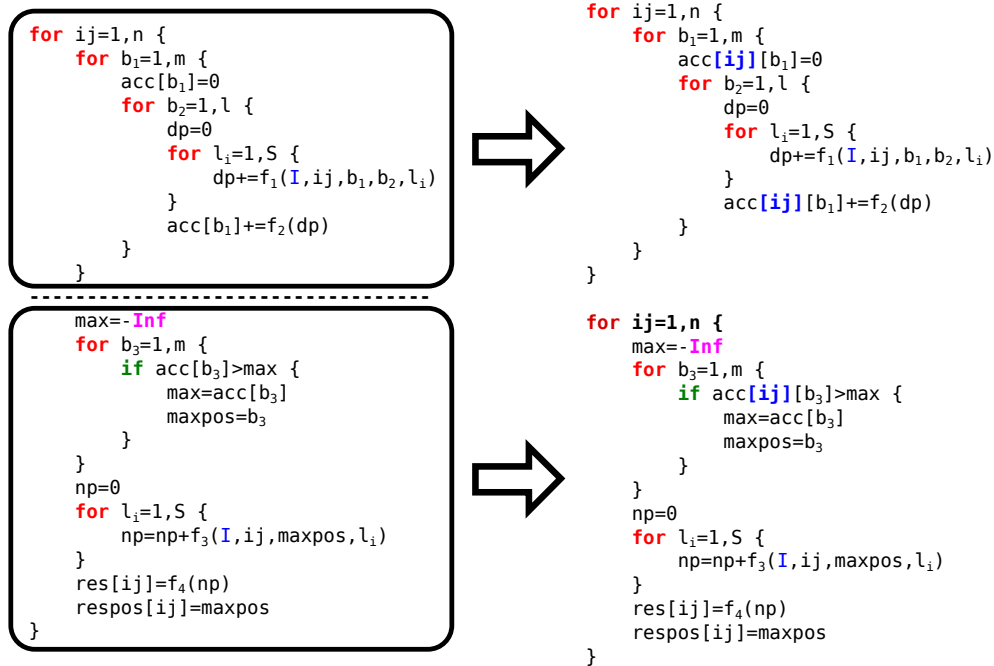 for ij=1,n {
    for b₁=1,m {
        acc[b₁]=0
        for b₂=1,l {
            dp=0
            for lᵢ=1,S {
                dp+=f₁(I,ij,b₁,b₂,lᵢ)
            }
            acc[b₁]+=f₂(dp)
        }
    }
    max=-Inf
    for b₃=1,m {
        if acc[b₃]>max {
            max=acc[b₃]
            maxpos=b₃
        }
    }
    np=0
    for lᵢ=1,S {
        np=np+f₃(I,ij,maxpos,lᵢ)
    }
    res[ij]=f₄(np)
    respos[ij]=maxpos
}
for ij=1,n {
    for b₁=1,m {
        acc[ij][b₁]=0
        for b₂=1,l {
            dp=0
            for lᵢ=1,S {
                dp+=f₁(I,ij,b₁,b₂,lᵢ)
            }
            acc[ij][b₁]+=f₂(dp)
        }
    }
}
for ij=1,n {
    max=-Inf
    for b₃=1,m {
        if acc[ij][b₃]>max {
            max=acc[b₃]
            maxpos=b₃
        }
    }
    np=0
    for lᵢ=1,S {
        np=np+f₃(I,ij,maxpos,lᵢ)
    }
    res[ij]=f₄(np)
    respos[ij]=maxpos
}